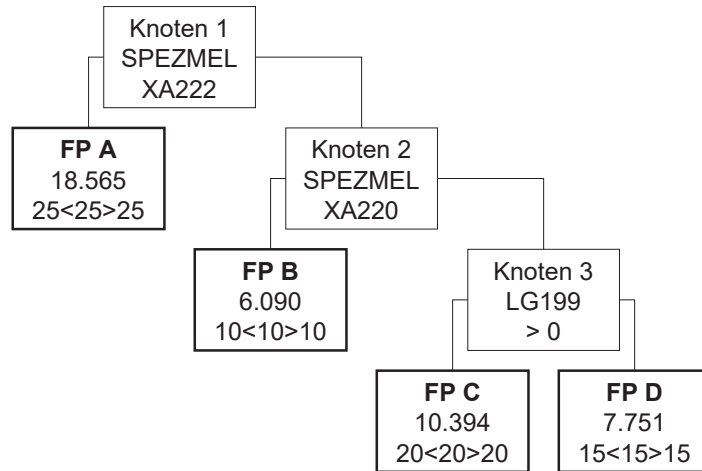 Knoten 1
SPEZMEL
XA222
FP A
18.565
25<25>25
Knoten 2
SPEZMEL
XA220
FP B
6.090
10<10>10
Knoten 3
LG199
> 0
FP C
10.394
20<20>20
FP D
7.751
15<15>15